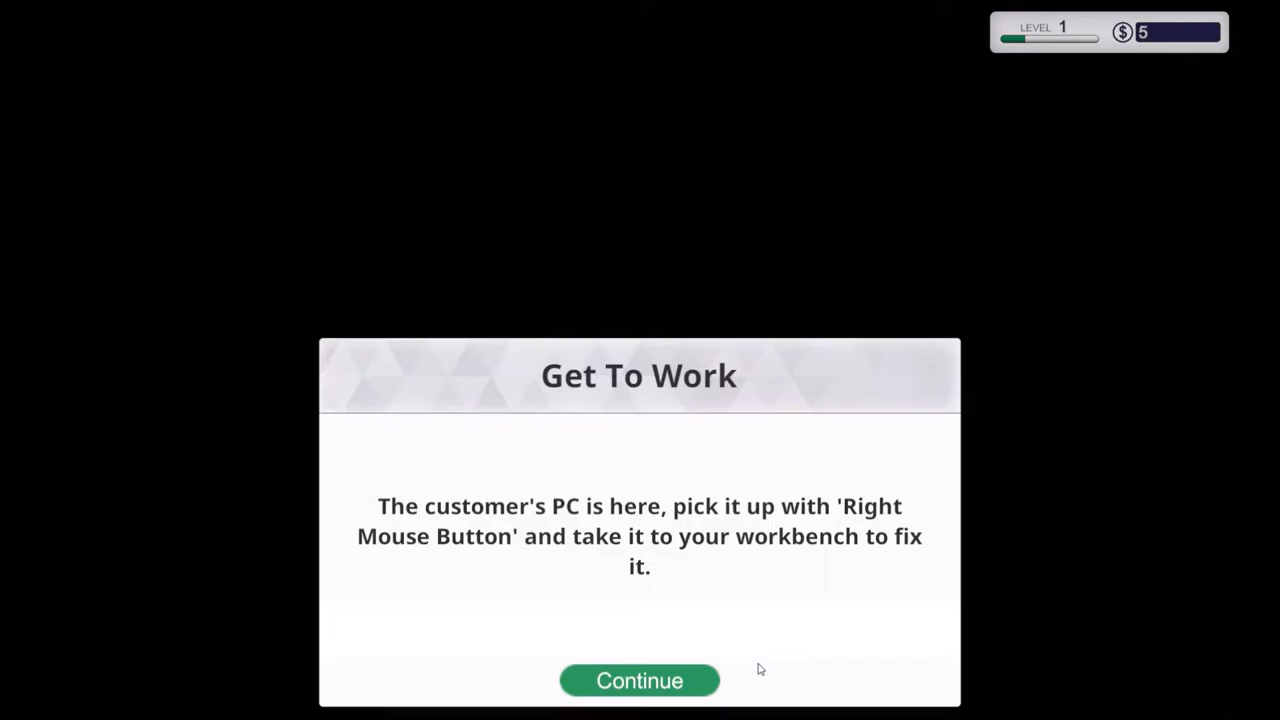 LEVEL 1 $ 5
Get To Work
The customer's PC is here, pick it up with 'Right
Mouse Button' and take it to your workbench to fix
it.
Continue